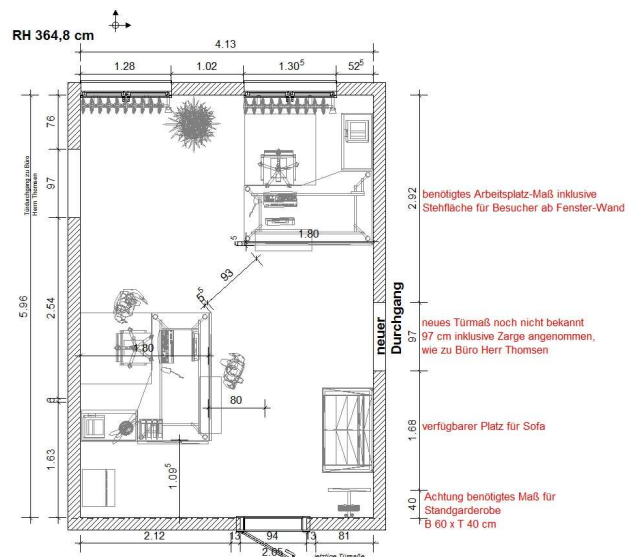 RH 364,8 cm
4.13
1.28
1.02
1.30⁵
52⁵
76
97
Türdurchgang zu Büro
Herrn Thomsen
5.96
2.54
1.63
2.92
benötigtes Arbeitsplatz-Maß inklusive
Stehfläche für Besucher ab Fenster-Wand
1.80
93
5⁵
neuer
Durchgang
97
neues Türmaß noch nicht bekannt
97 cm inklusive Zarge angenommen,
wie zu Büro Herr Thomsen
1.80
80
1.68
verfügbarer Platz für Sofa
1.09⁵
40
Achtung benötigtes Maß für
Standgarderobe
B 60 x T 40 cm
2.12
13
94
13
81
2.05
Türmaße